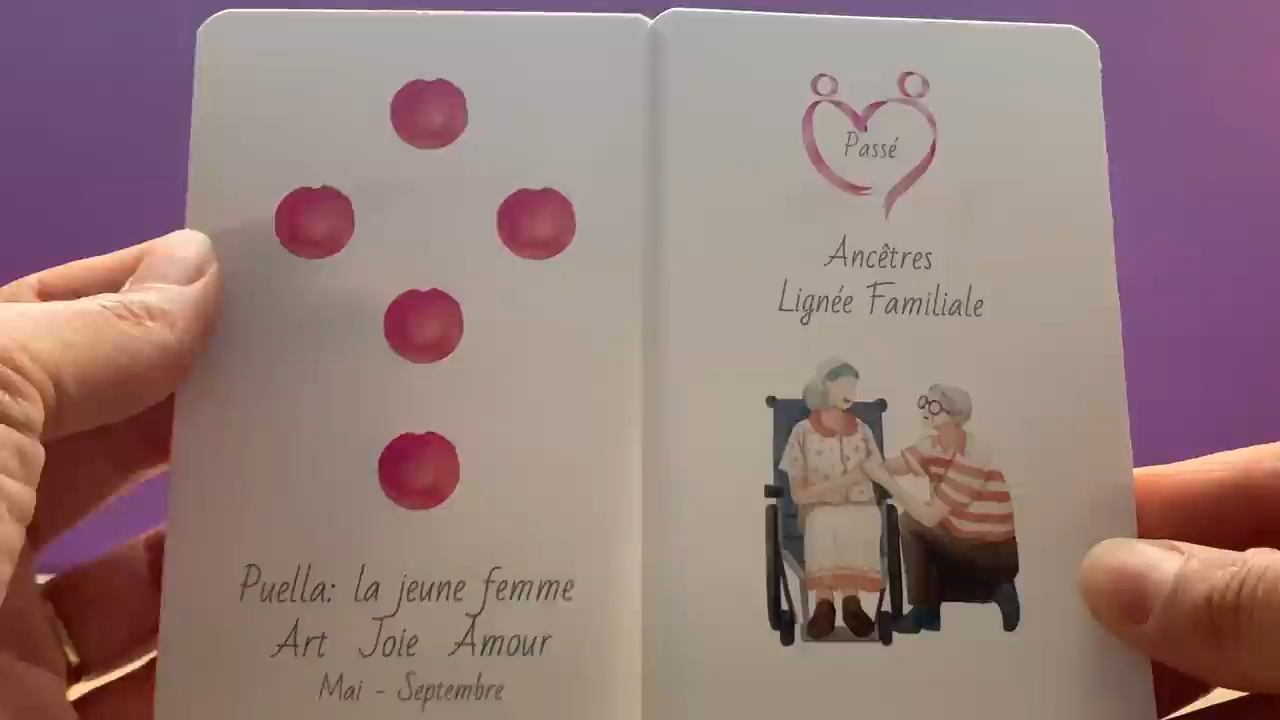 Puella: la jeune femme
Art Joie Amour
Mai - Septembre
Passé
Ancêtres
Lignée Familiale